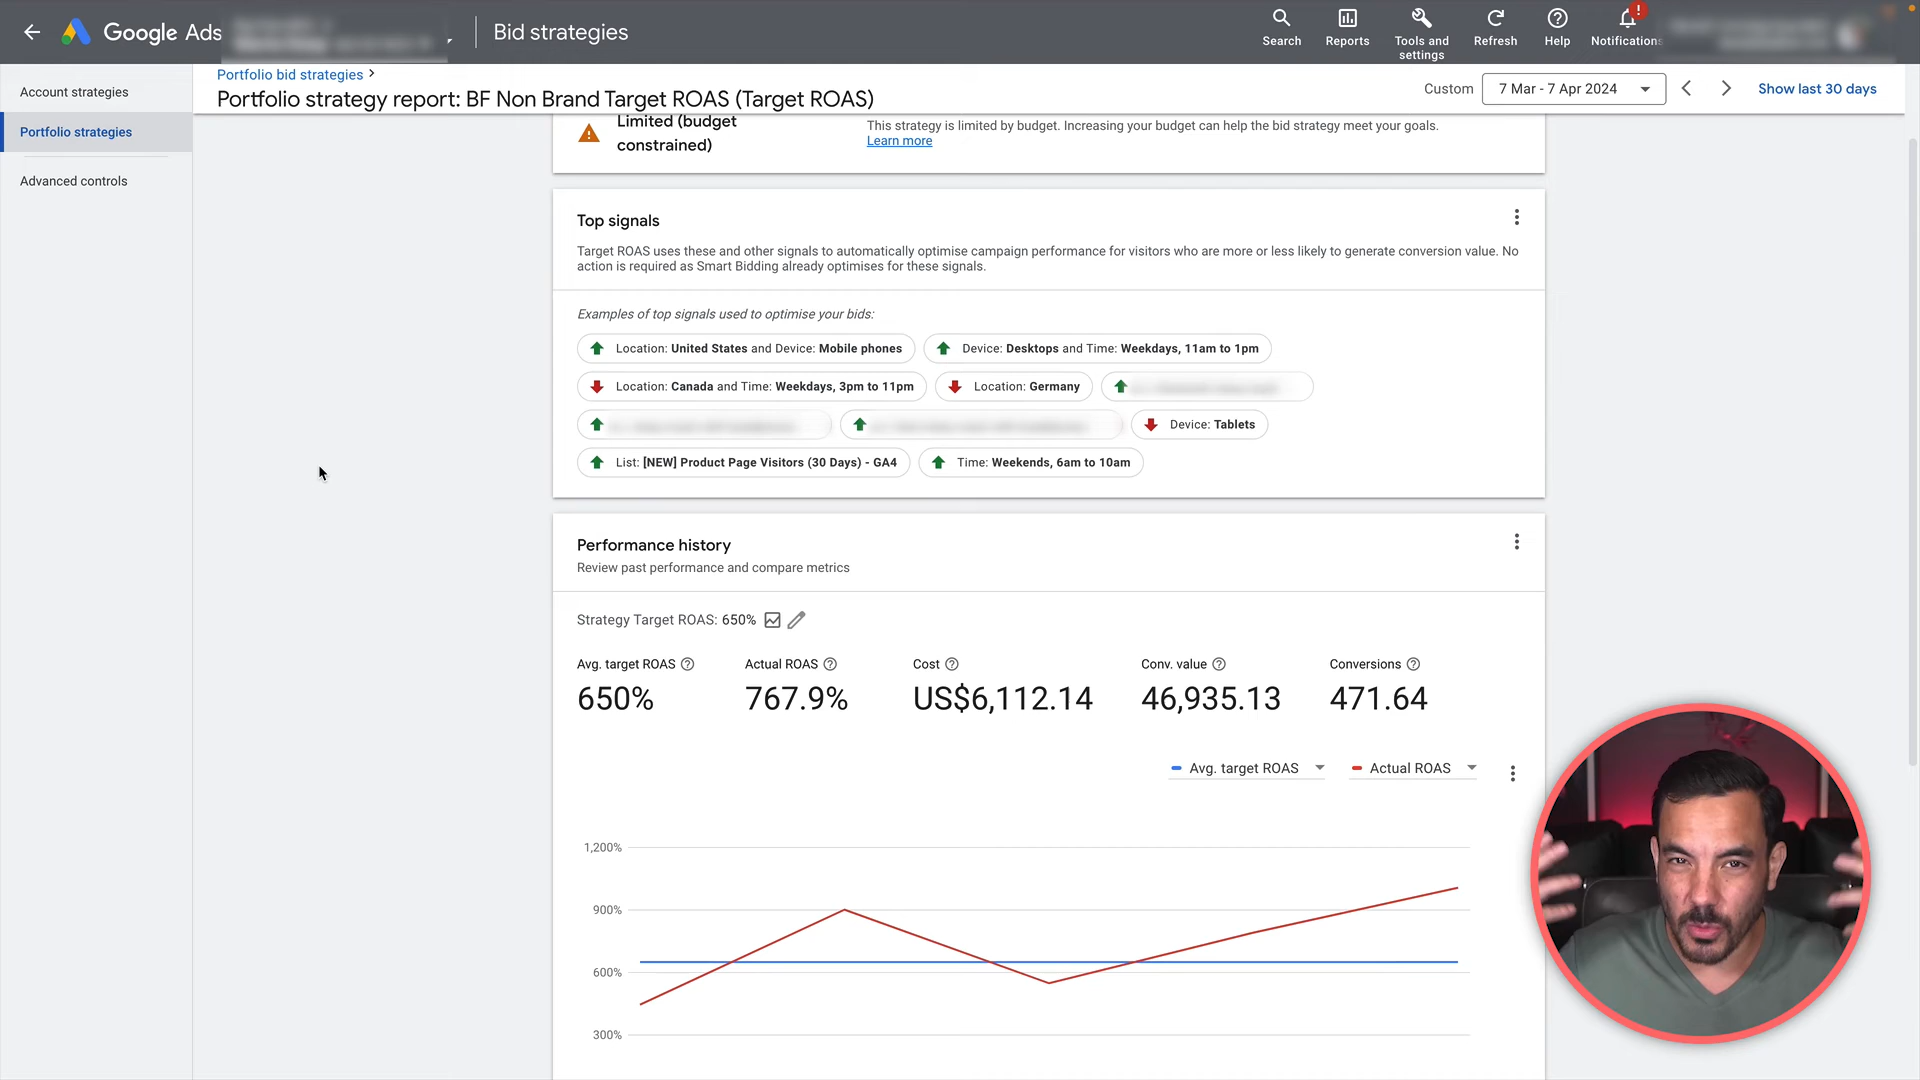 Google Ads
Bid strategies
Search
Reports
Tools and
settings
Refresh
Help
!
Notifications
Account strategies
Portfolio strategies
Advanced controls
Portfolio bid strategies
Portfolio strategy report: BF Non Brand Target ROAS (Target ROAS)
Custom
7 Mar - 7 Apr 2024
Show last 30 days
Limited (budget
constrained)
This strategy is limited by budget. Increasing your budget can help the bid strategy meet your goals.
Learn more
Top signals
Target ROAS uses these and other signals to automatically optimise campaign performance for visitors who are more or less likely to generate conversion value. No
action is required as Smart Bidding already optimises for these signals.
Examples of top signals used to optimise your bids:
Location: United States and Device: Mobile phones
Device: Desktops and Time: Weekdays, 11am to 1pm
Location: Canada and Time: Weekdays, 3pm to 11pm
Location: Germany
Device: Tablets
List: [NEW] Product Page Visitors (30 Days) - GA4
Time: Weekends, 6am to 10am
Performance history
Review past performance and compare metrics
Strategy Target ROAS: 650%
Avg. target ROAS
650%
Actual ROAS
767.9%
Cost
US$6,112.14
Conv. value
46,935.13
Conversions
471.64
Avg. target ROAS
Actual ROAS
1,200%
900%
600%
300%